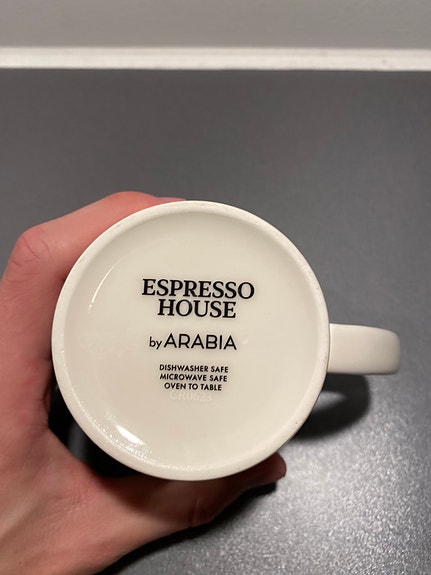 ESPRESSO
HOUSE
by ARABIA
DISHWASHER SAFE
MICROWAVE SAFE
OVEN TO TABLE